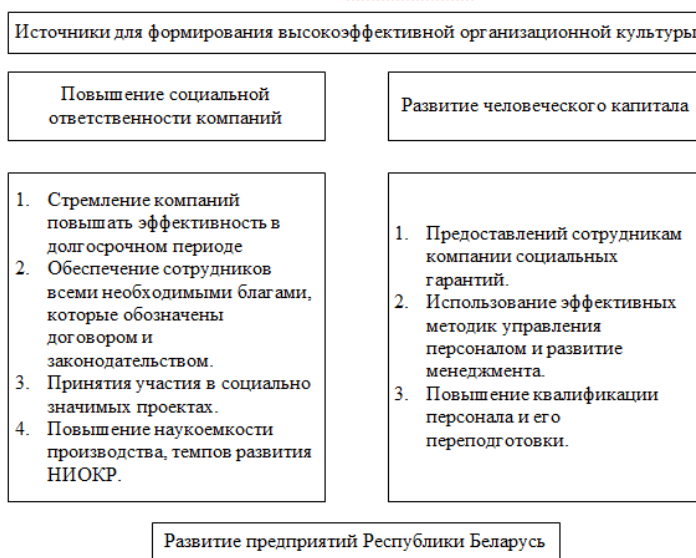 Источники для формирования высокоэффективной организационной культуры
Повышение социальной
ответственности компаний
Развитие человеческого капитала
1. Стремление компаний
повышать эффективность в
долгосрочном периоде
2. Обеспечение сотрудников
всеми необходимыми благами,
которые обозначены
договором и
законодательством.
3. Принятия участия в социально
значимых проектах.
4. Повышение наукоемкости
производства, темпов развития
НИОКР.
1. Предоставлений сотрудникам
компании социальных
гарантий.
2. Использование эффективных
методик управления
персоналом и развитие
менеджмента.
3. Повышение квалификации
персонала и его
переподготовки.
Развитие предприятий Республики Беларусь